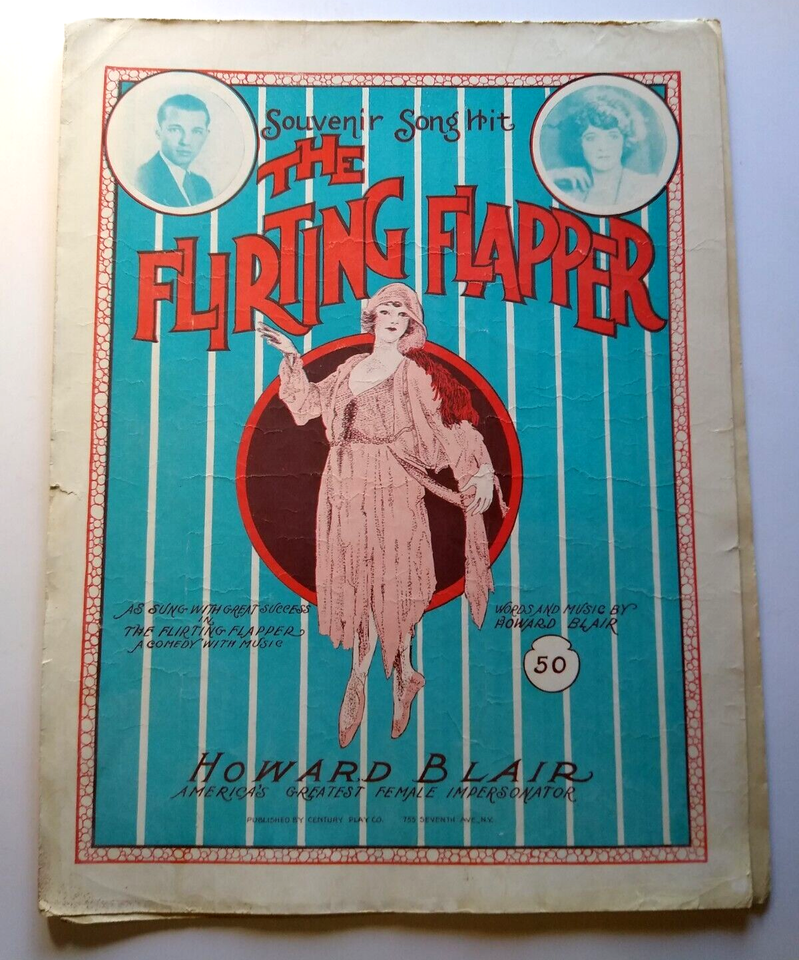 Souvenir Song Hit
THE
FLIRTING FLAPPER
AS SUNG WITH GREAT SUCCESS
IN
THE FLIRTING FLAPPER
A COMEDY WITH MUSIC
WORDS AND MUSIC BY
HOWARD BLAIR
50
HOWARD BLAIR
AMERICA'S GREATEST FEMALE IMPERSONATOR
PUBLISHED BY CENTURY PLAY CO. 755 SEVENTH AVE., N.Y.